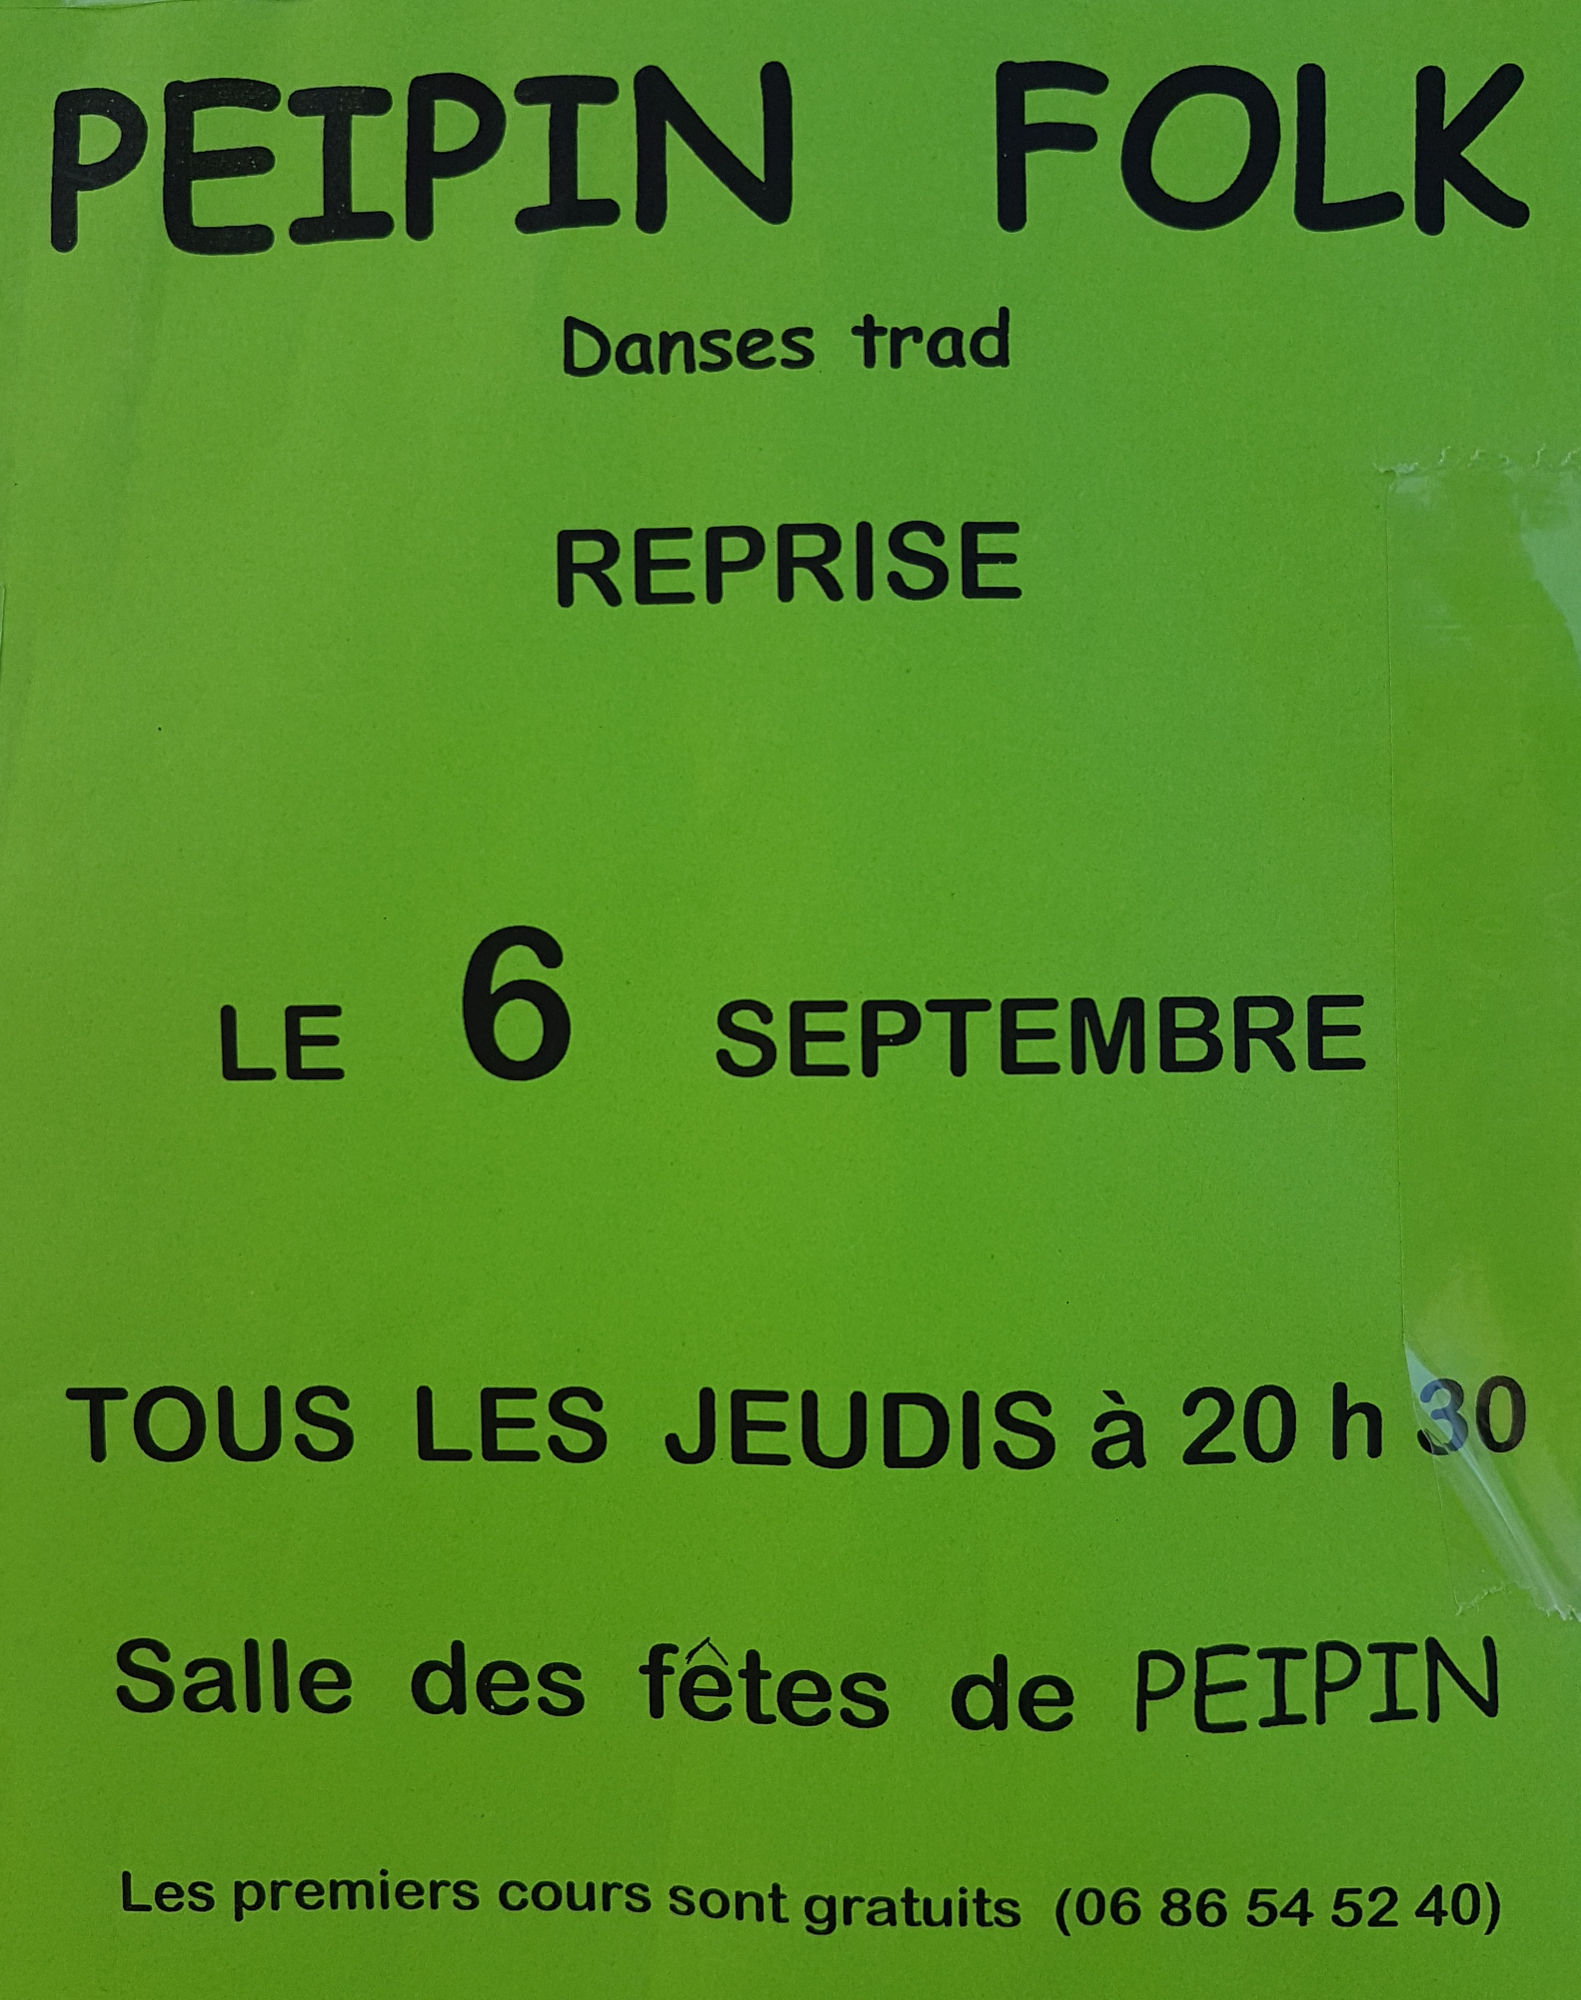 PEIPIN FOLK
Danses trad
REPRISE
LE 6 SEPTEMBRE
TOUS LES JEUDIS à 20 h 30
Salle des fêtes de PEIPIN
Les premiers cours sont gratuits (06 86 54 52 40)